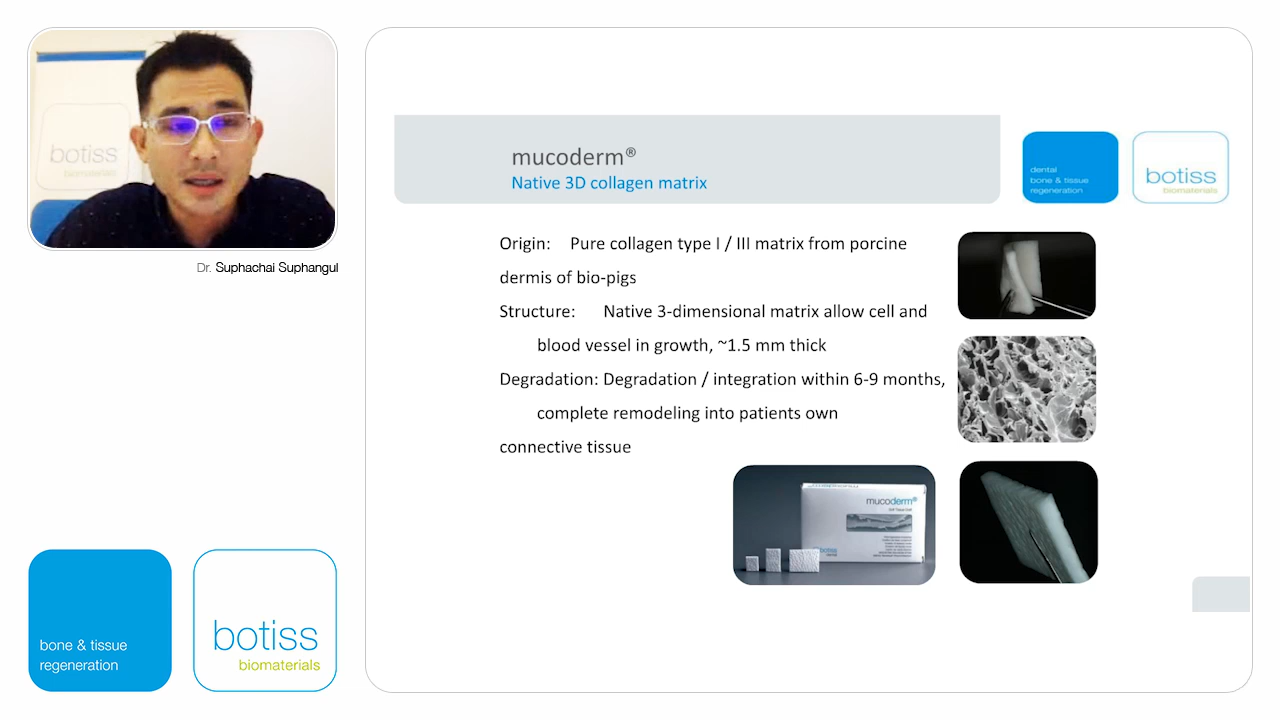 botiss
biomaterials
Dr. Suphachai Suphangul
bone & tissue
regeneration
botiss
biomaterials
mucoderm®
Native 3D collagen matrix
dental
bone & tissue
regeneration
botiss
biomaterials
Origin: Pure collagen type I / III matrix from porcine
dermis of bio-pigs
Structure: Native 3-dimensional matrix allow cell and
blood vessel in growth, ~1.5 mm thick
Degradation: Degradation / integration within 6-9 months,
complete remodeling into patients own
connective tissue
mucoderm®
botiss